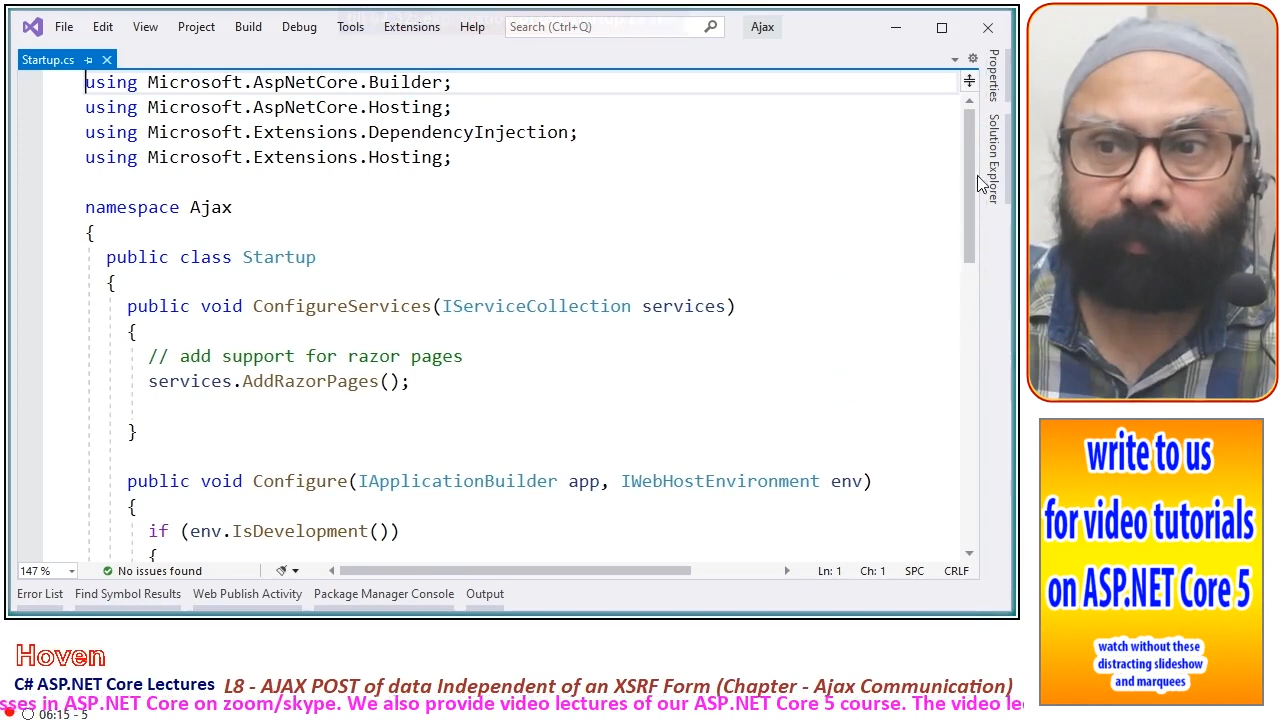 File Edit View Project Build Debug Tools Extensions Help Search (Ctrl+Q) Ajax
Startup.cs
using Microsoft.AspNetCore.Builder;
using Microsoft.AspNetCore.Hosting;
using Microsoft.Extensions.DependencyInjection;
using Microsoft.Extensions.Hosting;
namespace Ajax
{
public class Startup
{
public void ConfigureServices(IServiceCollection services)
{
// add support for razor pages
services.AddRazorPages();
}
public void Configure(IApplicationBuilder app, IWebHostEnvironment env)
{
if (env.IsDevelopment())
{
147 % No issues found Ln: 1 Ch: 1 SPC CRLF
Error List Find Symbol Results Web Publish Activity Package Manager Console Output
Properties
Solution Explorer
write to us
for video tutorials
on ASP.NET Core 5
watch without these
distracting slideshow
and marquees
Hoven
C# ASP.NET Core Lectures L8 - AJAX POST of data Independent of an XSRF Form (Chapter - Ajax Communication)
sses in ASP.NET Core on zoom/skype. We also provide video lectures of our ASP.NET Core 5 course. The video le
06:15 - 5